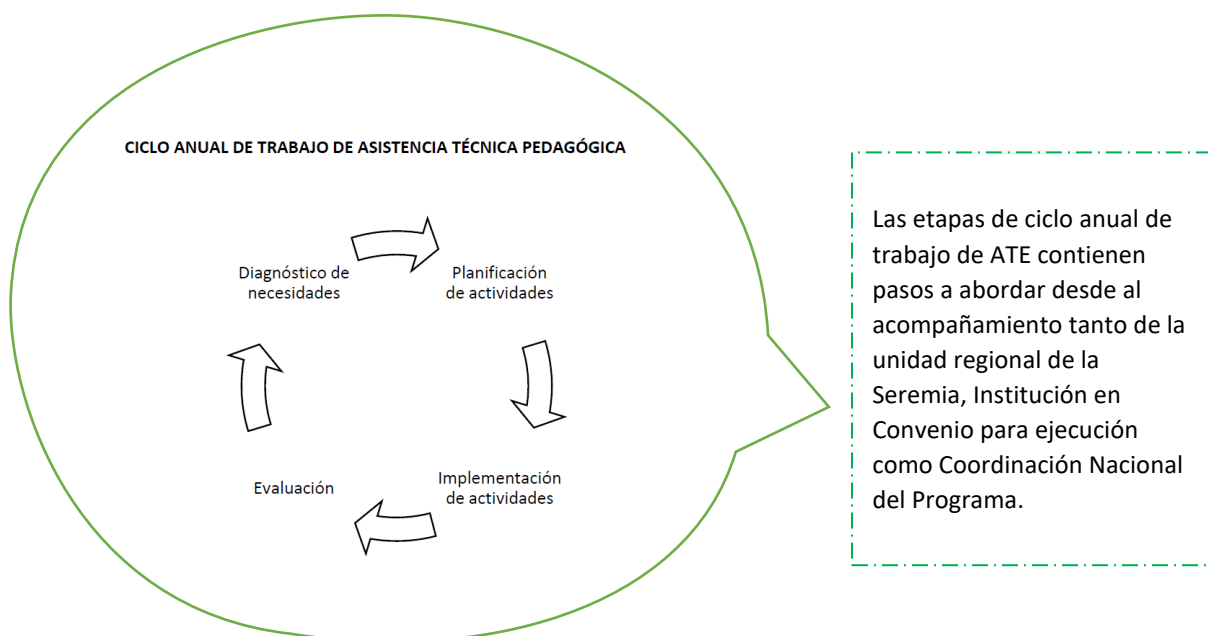 CICLO ANUAL DE TRABAJO DE ASISTENCIA TÉCNICA PEDAGÓGICA
Diagnóstico de
necesidades
Planificación
de actividades
Evaluación
Implementación
de actividades
Las etapas de ciclo anual de
trabajo de ATE contienen
pasos a abordar desde al
acompañamiento tanto de la
unidad regional de la
Seremia, Institución en
Convenio para ejecución
como Coordinación Nacional
del Programa.